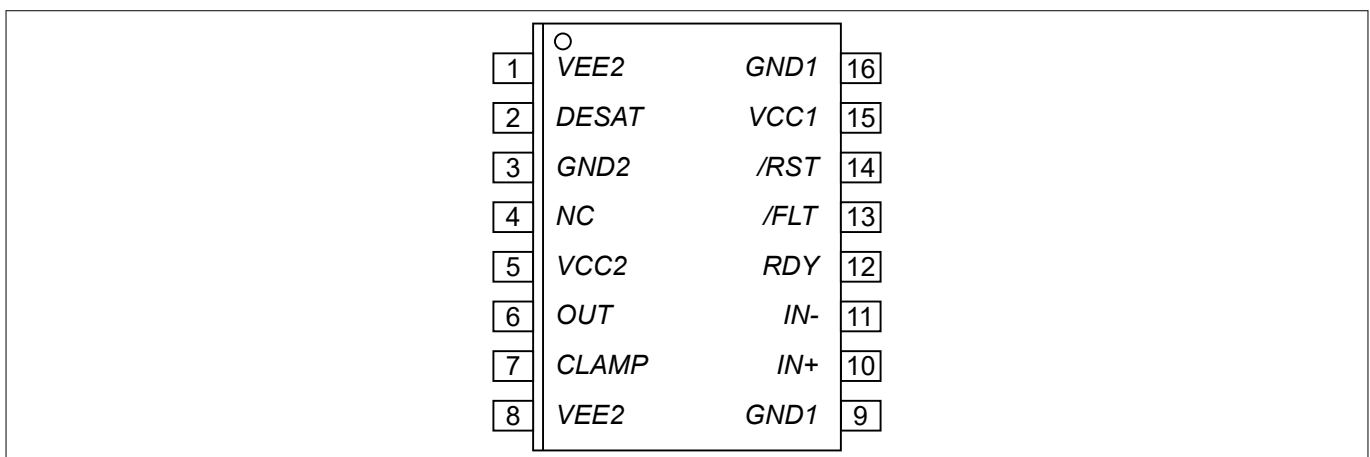 1 VEE2 GND1 16
2 DESAT VCC1 15
3 GND2 /RST 14
4 NC /FLT 13
5 VCC2 RDY 12
6 OUT IN- 11
7 CLAMP IN+ 10
8 VEE2 GND1 9